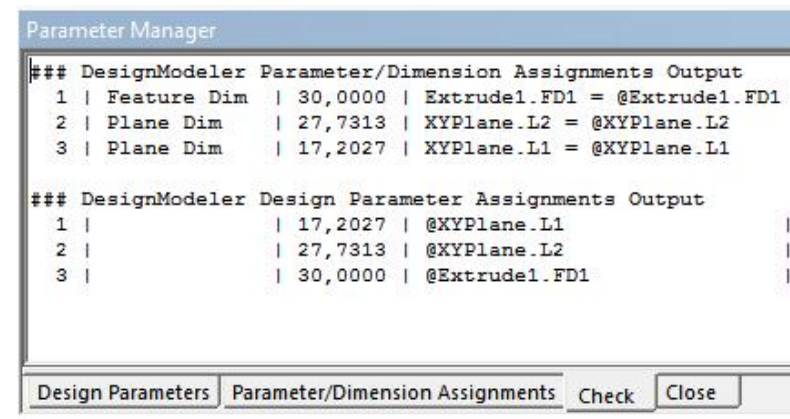 Parameter Manager
### DesignModeler Parameter/Dimension Assignments Output
1 | Feature Dim | 30,0000 | Extrude1.FD1 = @Extrude1.FD1
2 | Plane Dim | 27,7313 | XYPlane.L2 = @XYPlane.L2
3 | Plane Dim | 17,2027 | XYPlane.L1 = @XYPlane.L1
### DesignModeler Design Parameter Assignments Output
1 | | 17,2027 | @XYPlane.L1 |
2 | | 27,7313 | @XYPlane.L2 |
3 | | 30,0000 | @Extrude1.FD1 |
Design Parameters Parameter/Dimension Assignments Check Close